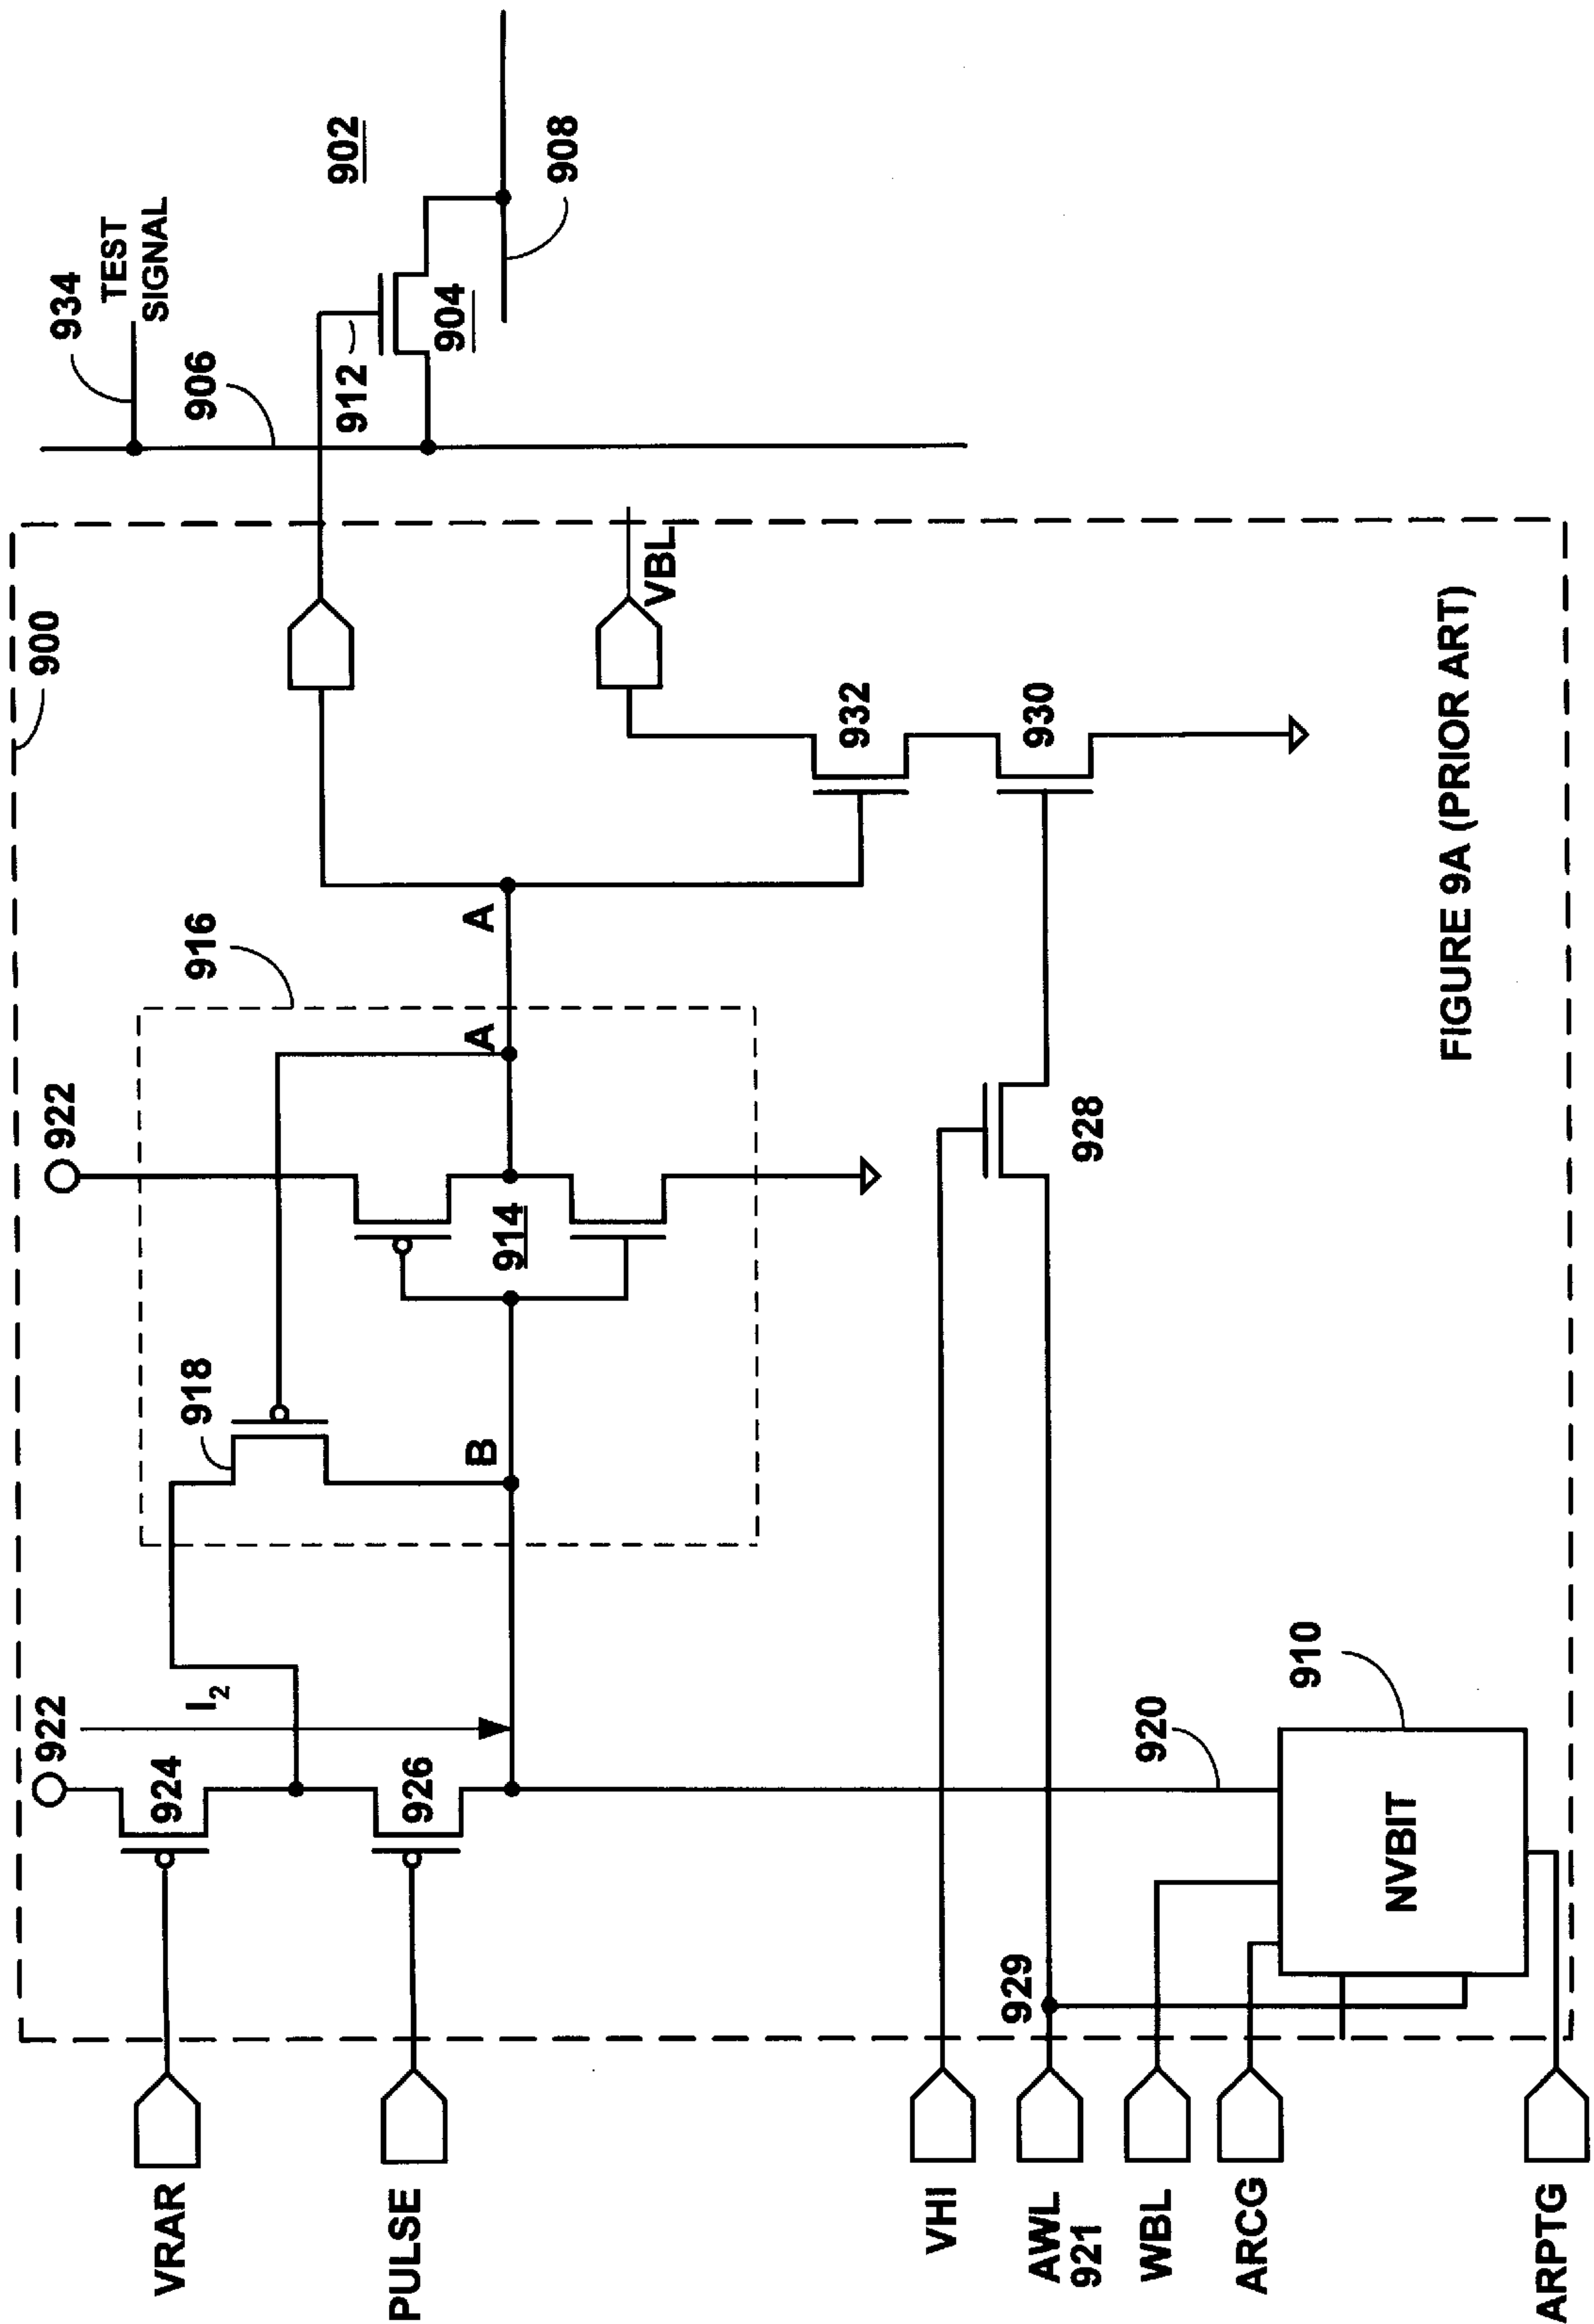 900
902
934
TEST
SIGNAL
906
912
904
908
916
922
A
A
VBL
918
914
B
932
930
922
I₂
924
926
928
920
910
NVBIT
929
VRAR
PULSE
VHI
AWL
921
WBL
ARCG
ARPTG
FIGURE 9A (PRIOR ART)